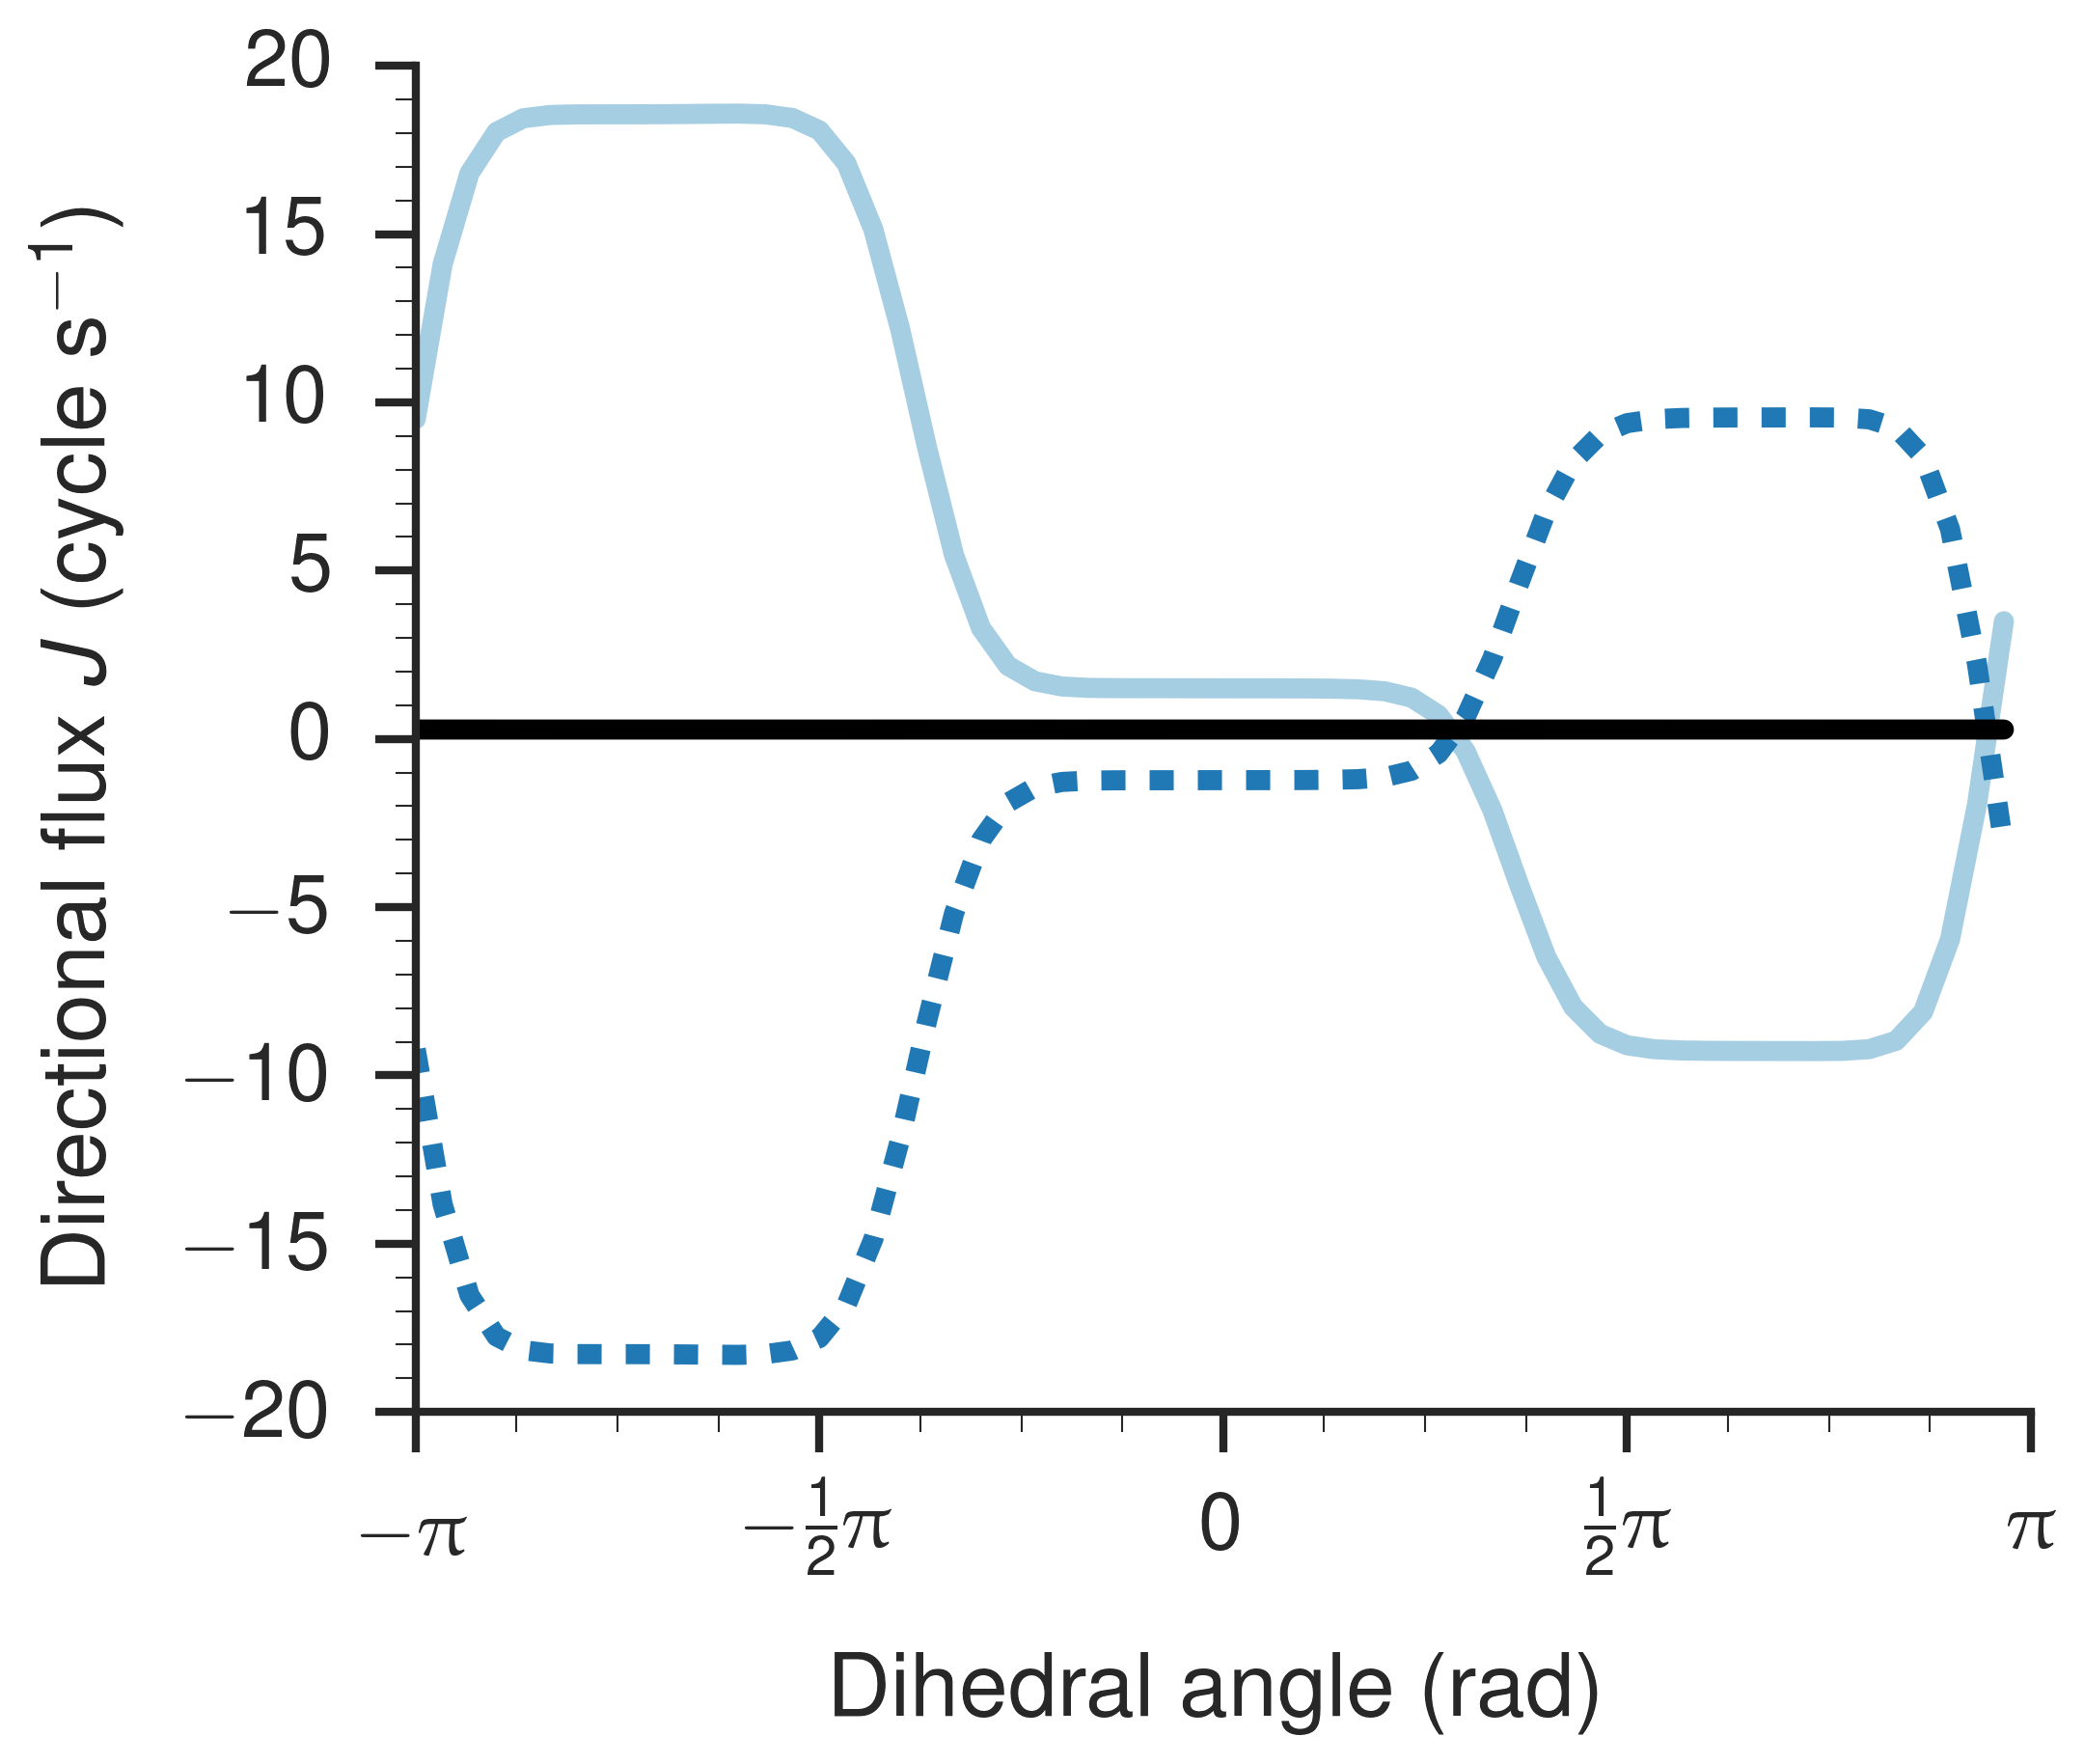 Directional flux J (cycle s⁻¹)
20
15
10
5
0
−5
−10
−15
−20
−π
−1/2π
0
1/2π
π
Dihedral angle (rad)